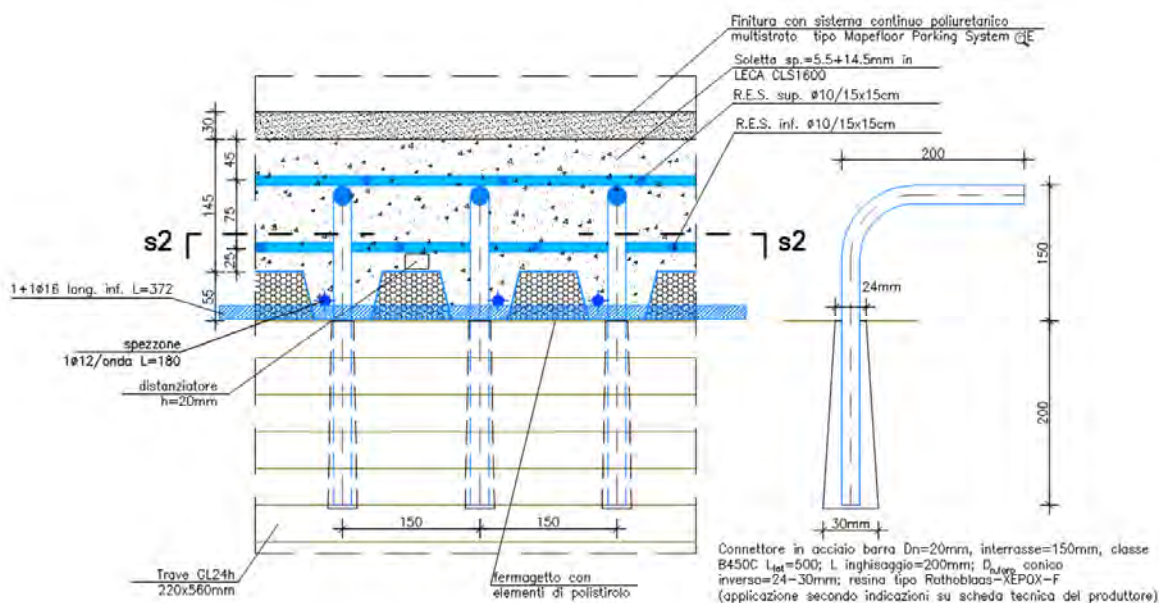 Finitura con sistema continuo poliuretanico
multistrato tipo Mapefloor Parking System E
Soletta sp.=5.5+14.5mm in
LECA CLS1600
R.E.S. sup. ø10/15x15cm
R.E.S. inf. ø10/15x15cm
30
45
145
75
25
55
s2
s2
1+1ø16 long. inf. L=372
spezzone
1ø12/onda L=180
distanziatore
h=20mm
150
150
Trave GL24h
220x560mm
fermagetto con
elementi di polistirolo
200
150
24mm
200
30mm
Connettore in acciaio barra Dn=20mm, interrasse=150mm, classe
B450C Ltot=500; L inghisaggio=200mm; D conico
inverso=24-30mm; resina tipo Rothoblaas-XEPOX-F
(applicazione secondo indicazioni su scheda tecnica del produttore)